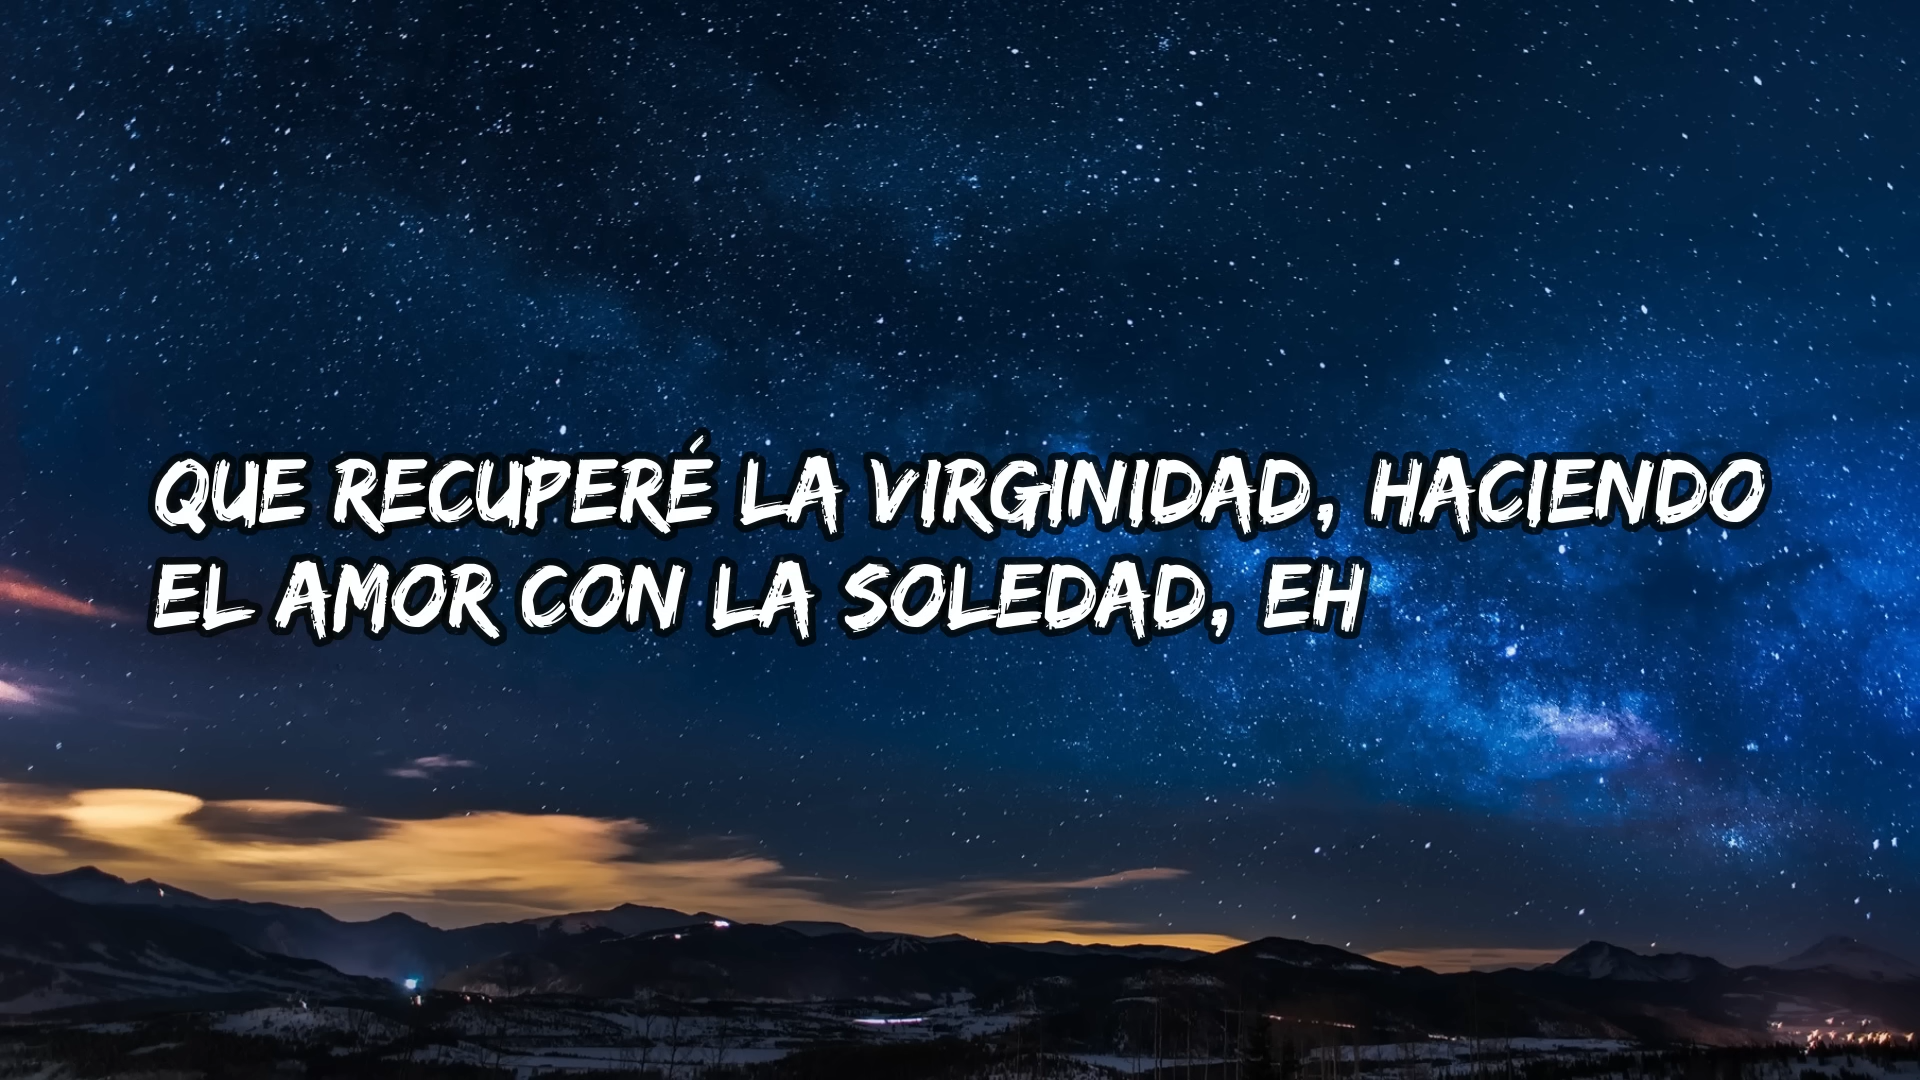 QUE RECUPERÉ LA VIRGINIDAD, HACIENDO
EL AMOR CON LA SOLEDAD, EH